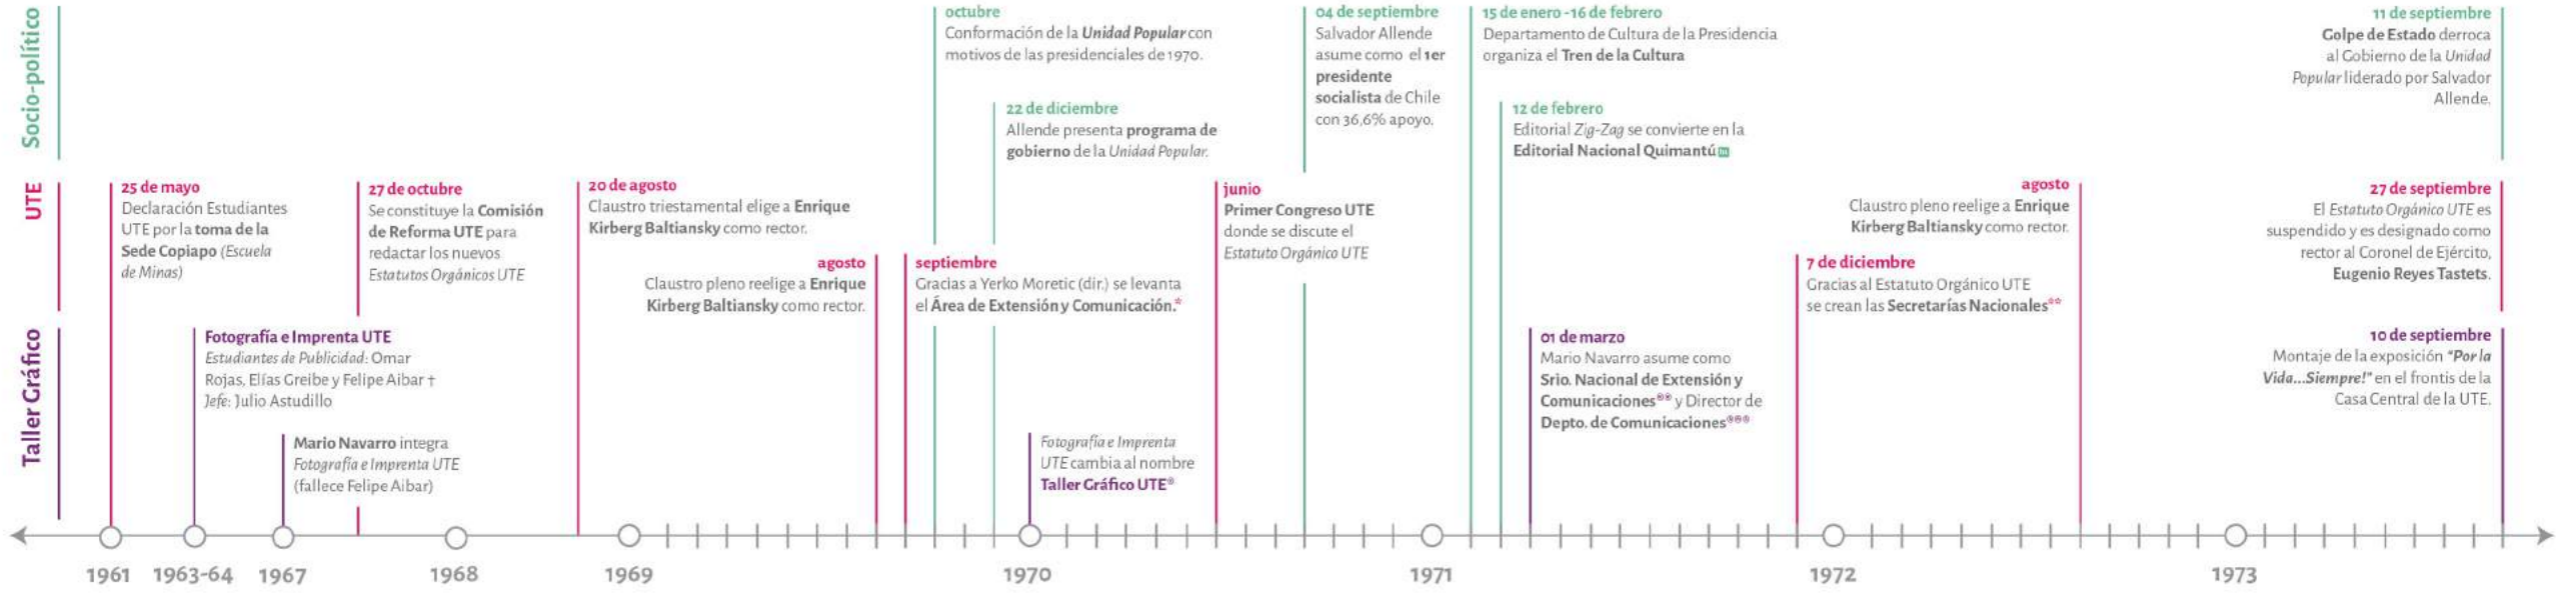 Socio-político
octubre
Conformación de la Unidad Popular con
motivos de las presidenciales de 1970.
22 de diciembre
Allende presenta programa de
gobierno de la Unidad Popular.
04 de septiembre
Salvador Allende
asume como el 1er
presidente
socialista de Chile
con 36,6% apoyo.
15 de enero -16 de febrero
Departamento de Cultura de la Presidencia
organiza el Tren de la Cultura
12 de febrero
Editorial Zig-Zag se convierte en la
Editorial Nacional Quimantú
11 de septiembre
Golpe de Estado derroca
al Gobierno de la Unidad
Popular liderado por Salvador
Allende.
UTE
25 de mayo
Declaración Estudiantes
UTE por la toma de la
Sede Copiapo (Escuela
de Minas)
27 de octubre
Se constituye la Comisión
de Reforma UTE para
redactar los nuevos
Estatutos Orgánicos UTE
20 de agosto
Claustro triestamental elige a Enrique
Kirberg Baltiansky como rector.
agosto
Claustro pleno reelige a Enrique
Kirberg Baltiansky como rector.
septiembre
Gracias a Yerko Moretic (dir.) se levanta
el Área de Extensión y Comunicación.*
junio
Primer Congreso UTE
donde se discute el
Estatuto Orgánico UTE
7 de diciembre
Gracias al Estatuto Orgánico UTE
se crean las Secretarías Nacionales**
agosto
Claustro pleno reelige a Enrique
Kirberg Baltiansky como rector.
27 de septiembre
El Estatuto Orgánico UTE es
suspendido y es designado como
rector al Coronel de Ejército,
Eugenio Reyes Tastets.
Taller Gráfico
Fotografía e Imprenta UTE
Estudiantes de Publicidad: Omar
Rojas, Elías Greibe y Felipe Aibar †
Jefe: Julio Astudillo
Mario Navarro integra
Fotografía e Imprenta UTE
(fallece Felipe Aibar)
Fotografía e Imprenta
UTE cambia al nombre
Taller Gráfico UTE
01 de marzo
Mario Navarro asume como
Srio. Nacional de Extensión y
Comunicaciones y Director de
Depto. de Comunicaciones
10 de septiembre
Montaje de la exposición "Por la
Vida...Siempre!" en el frontis de la
Casa Central de la UTE.
1961 1963-64 1967 1968 1969 1970 1971 1972 1973